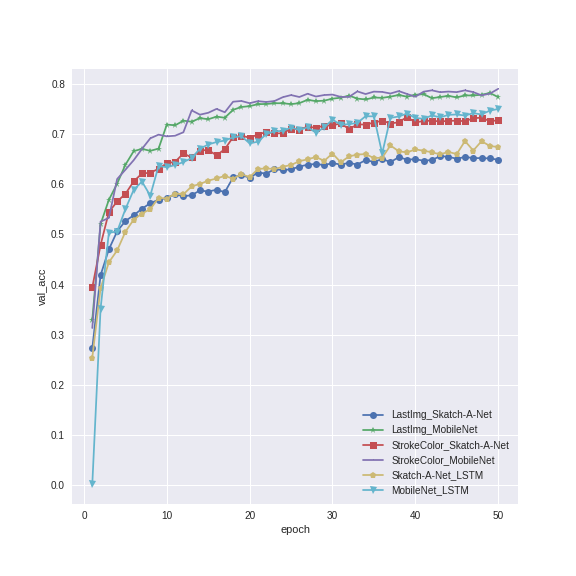 0.8
0.7
0.6
0.5
0.4
0.3
0.2
0.1
0.0
val_acc
LastImg_Skatch-A-Net
LastImg_MobileNet
StrokeColor_Skatch-A-Net
StrokeColor_MobileNet
Skatch-A-Net_LSTM
MobileNet_LSTM
0 10 20 30 40 50
epoch